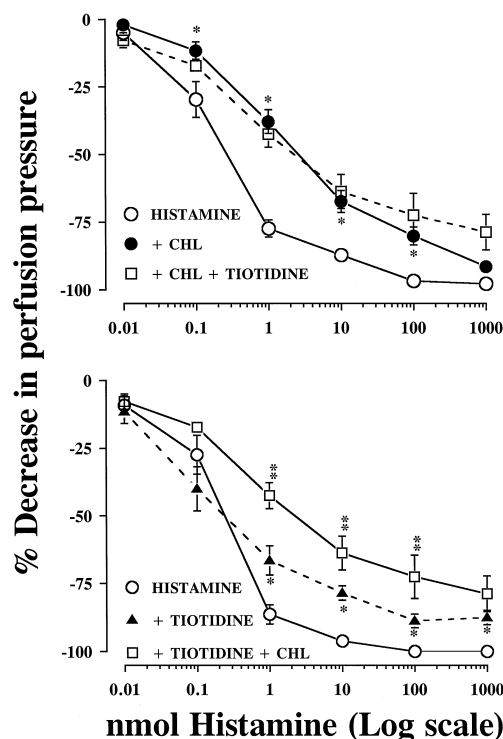 % Decrease in perfusion pressure
0
*
-25
*
-50
-75
HISTAMINE
+ CHL
*
*
+ CHL + TIOTIDINE
-100
0.01 0.1 1 10 100 1000
0
-25
**
-50
**
**
-75
HISTAMINE
*
*
+ TIOTIDINE
*
*
+ TIOTIDINE + CHL
-100
0.01 0.1 1 10 100 1000
nmol Histamine (Log scale)